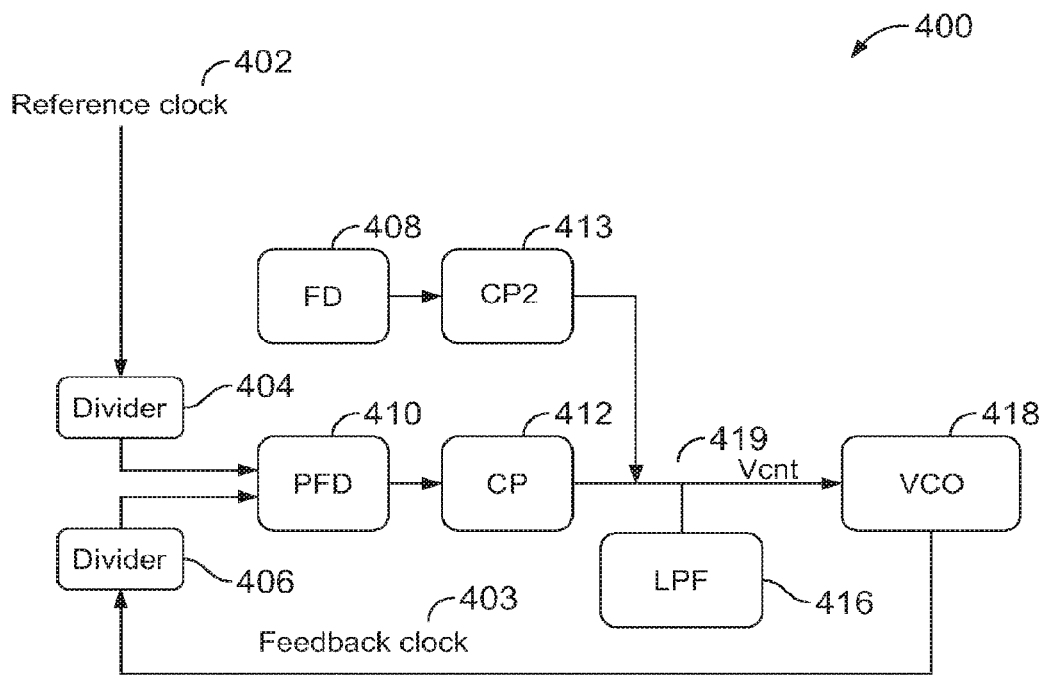 400
402
Reference clock
408
FD
413
CP2
404
Divider
410
PFD
412
CP
419
Vcnt
418
VCO
Divider
406
LPF
416
403
Feedback clock